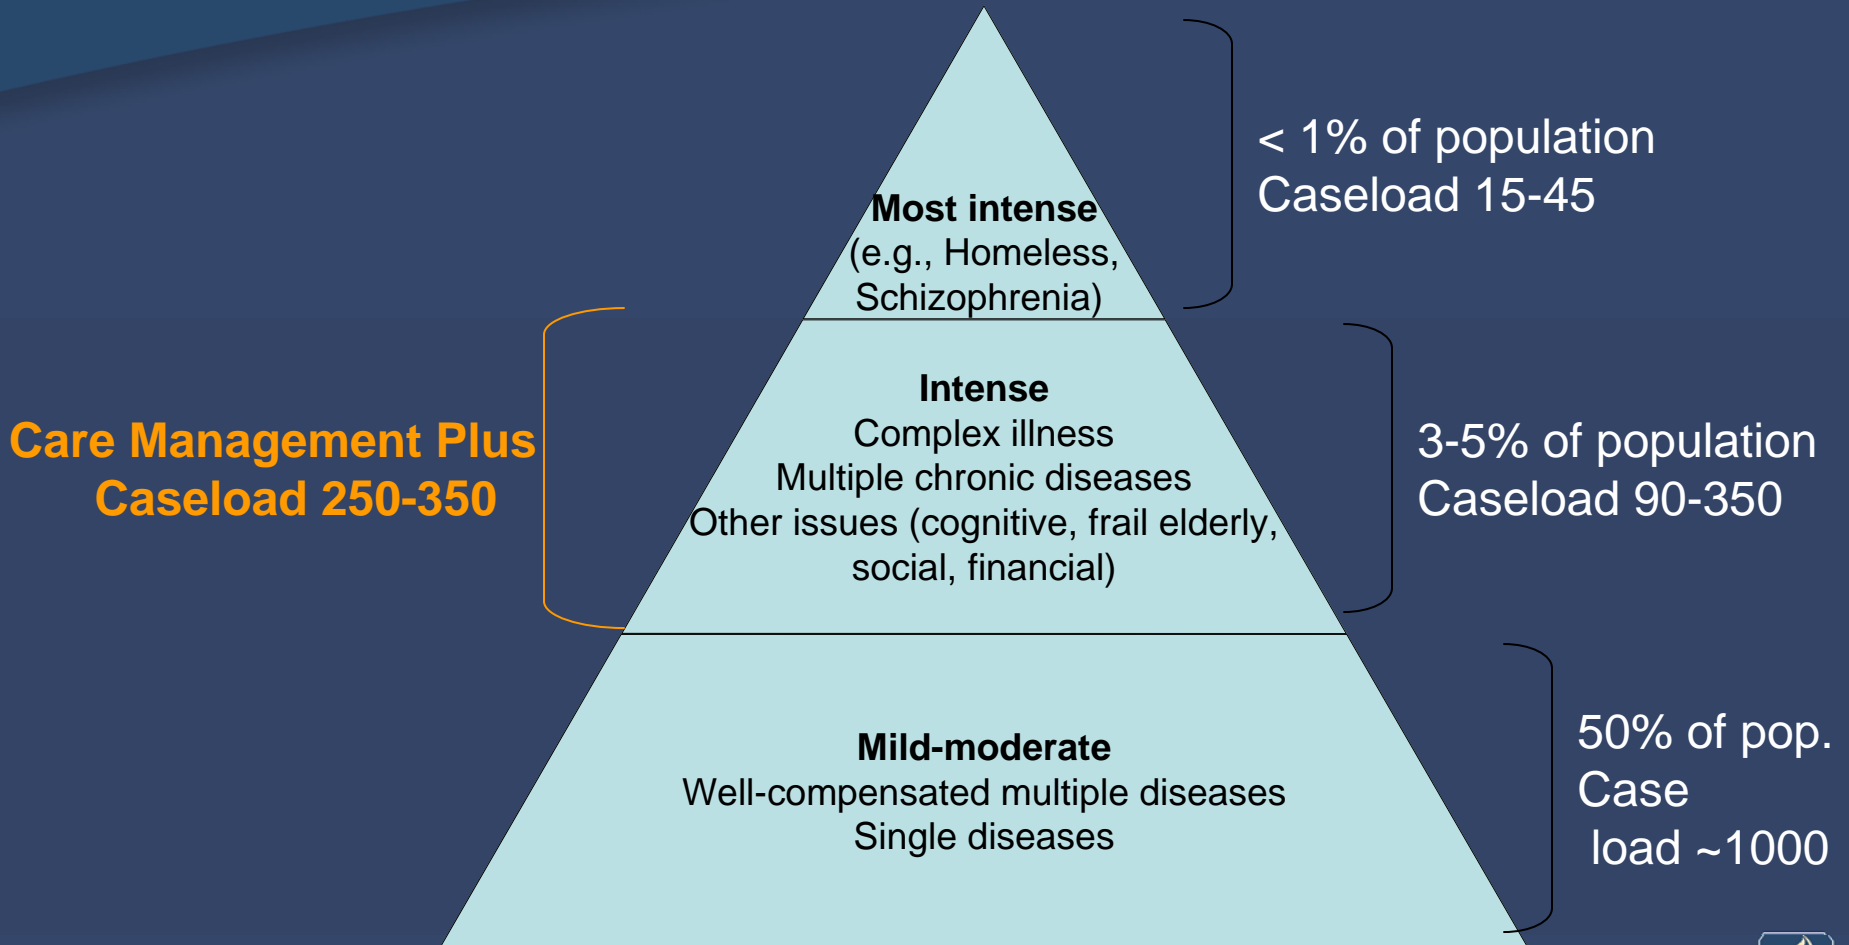 < 1% of population
Caseload 15-45
Most intense
(e.g., Homeless,
Schizophrenia)
Care Management Plus
Caseload 250-350
Intense
Complex illness
Multiple chronic diseases
Other issues (cognitive, frail elderly,
social, financial)
3-5% of population
Caseload 90-350
Mild-moderate
Well-compensated multiple diseases
Single diseases
50% of pop.
Case
load ~1000